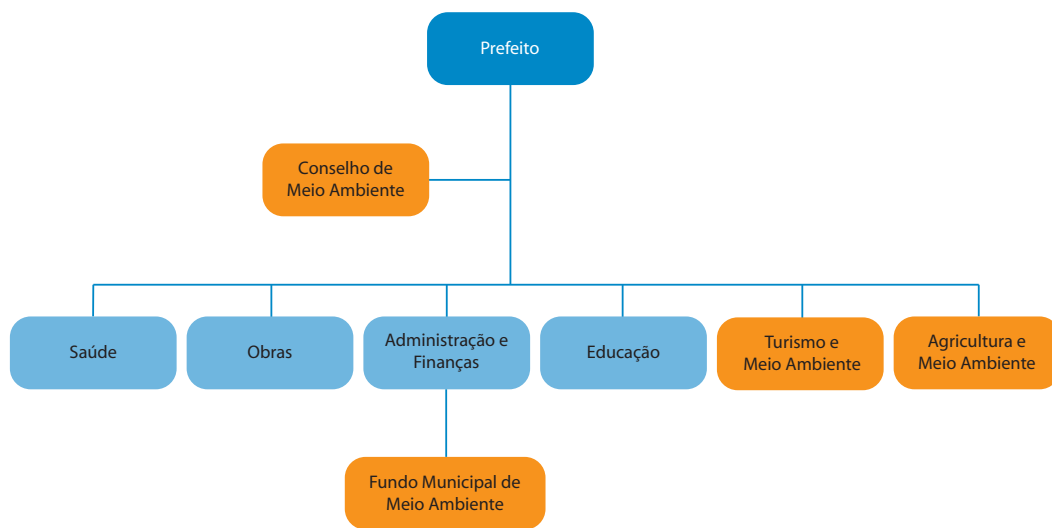 Prefeito
Conselho de
Meio Ambiente
Saúde
Obras
Administração e
Finanças
Educação
Turismo e
Meio Ambiente
Agricultura e
Meio Ambiente
Fundo Municipal de
Meio Ambiente